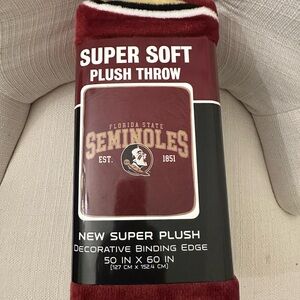 SUPER SOFT
PLUSH THROW
FLORIDA STATE
SEMINOLES
EST. 1851
NEW SUPER PLUSH
DECORATIVE BINDING EDGE
50 IN X 60 IN
(127 CM X 152.4 CM)